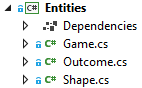 C# Entities
Dependencies
C# Game.cs
C# Outcome.cs
C# Shape.cs